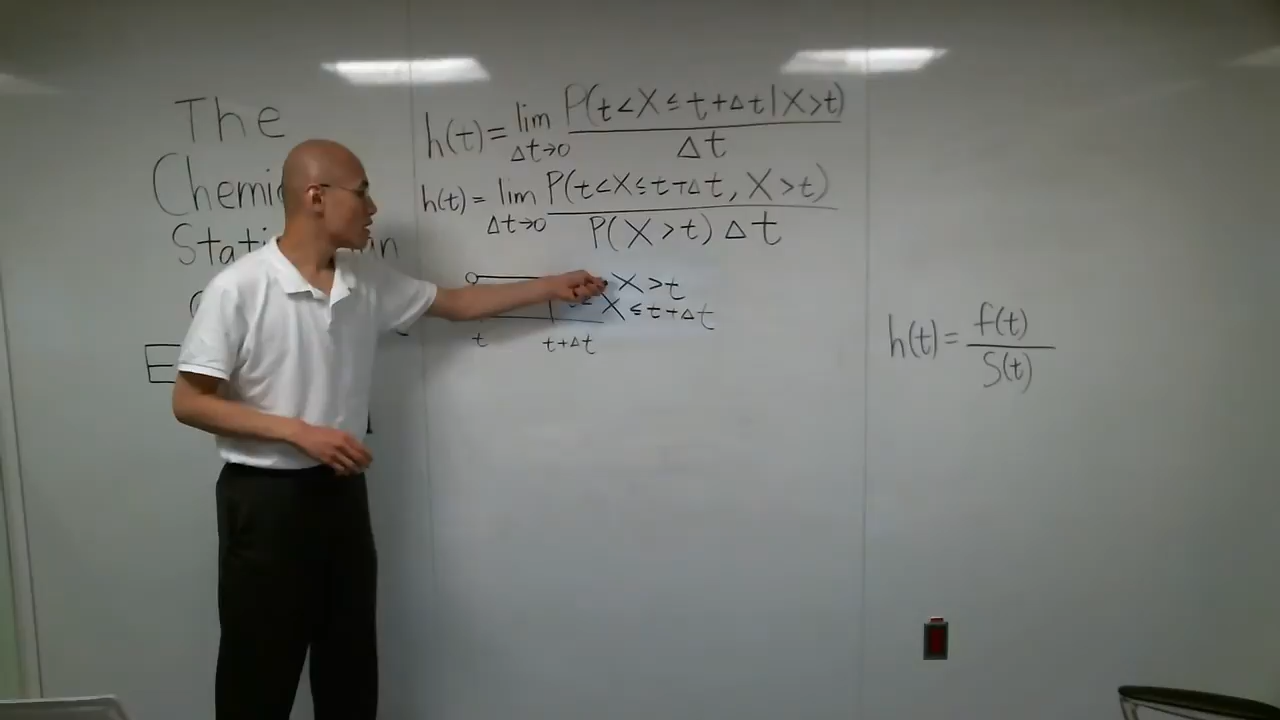 The
Chemi
Stati
h(t) = lim Δt→0 P(t<X≤t+Δt|X>t) / Δt
h(t) = lim Δt→0 P(t<X≤t+Δt, X>t) / P(X>t) Δt
X>t
X≤t+Δt
t t+Δt
h(t) = f(t) / S(t)